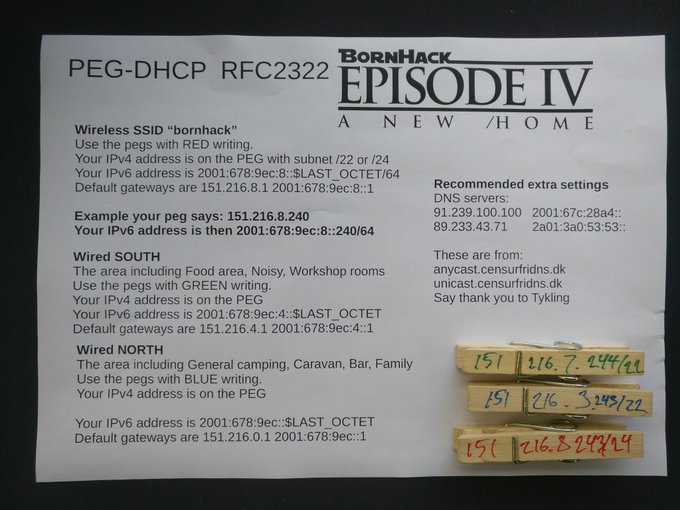 PEG-DHCP RFC2322
BORNHACK
EPISODE IV
A NEW /HOME
Wireless SSID “bornhack”
Use the pegs with RED writing.
Your IPv4 address is on the PEG with subnet /22 or /24
Your IPv6 address is 2001:678:9ec:8::$LAST_OCTET/64
Default gateways are 151.216.8.1 2001:678:9ec:8::1
Example your peg says: 151.216.8.240
Your IPv6 address is then 2001:678:9ec:8::240/64
Wired SOUTH
The area including Food area, Noisy, Workshop rooms
Use the pegs with GREEN writing.
Your IPv4 address is on the PEG
Your IPv6 address is 2001:678:9ec:4::$LAST_OCTET
Default gateways are 151.216.4.1 2001:678:9ec:4::1
Wired NORTH
The area including General camping, Caravan, Bar, Family
Use the pegs with BLUE writing.
Your IPv4 address is on the PEG
Your IPv6 address is 2001:678:9ec::$LAST_OCTET
Default gateways are 151.216.0.1 2001:678:9ec::1
Recommended extra settings
DNS servers:
91.239.100.100 2001:67c:28a4::
89.233.43.71 2a01:3a0:53:53::
These are from:
anycast.censurfridns.dk
unicast.censurfridns.dk
Say thank you to Tykling
151 216.7.244/22
151 216.3.243/22
151 216.8 243/24